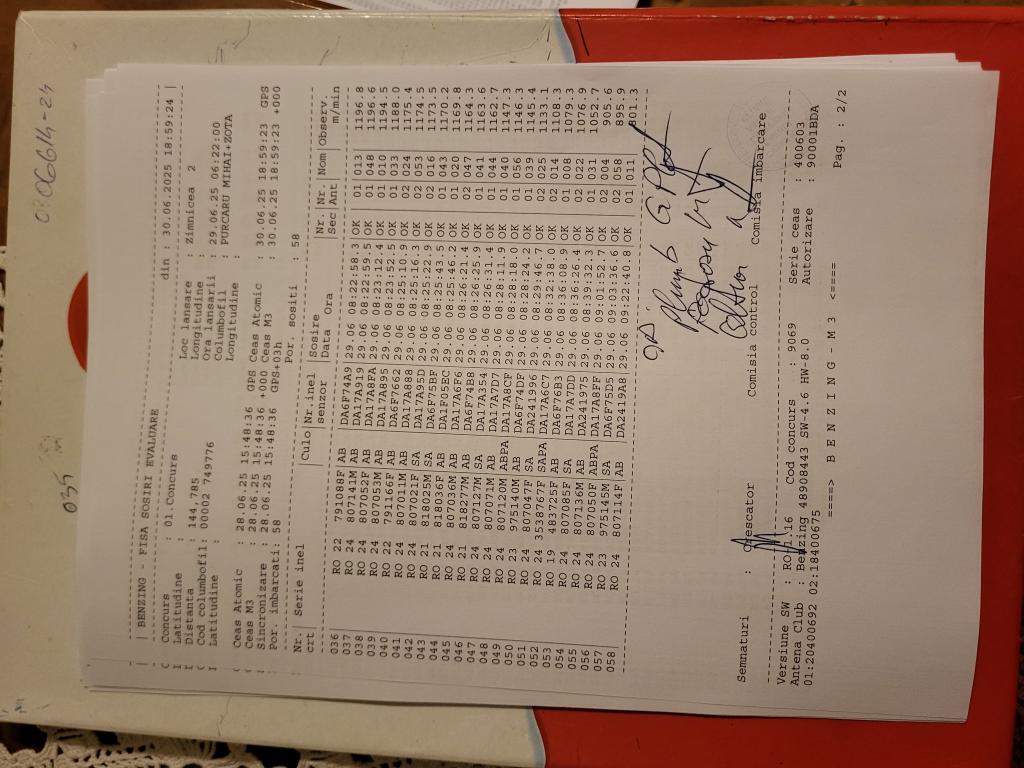 035
0306614-24
BENZING - FISA SOSIRI EVALUARE din : 30.06.2025 18:59:24
Concurs : 01.Concurs Loc lansare : Zimnicea 2
Latitudine : Longitudine :
Distanta : 144.785 Ora lansarii : 29.06.25 06:22:00
Cod columbofil: 00002 749776 Columbofil : PURCARU MIHAI+ZOTA
Latitudine : Longitudine :
Ceas Atomic : 28.06.25 15:48:36 GPS Ceas Atomic : 30.06.25 18:59:23 GPS
Ceas M3 : 28.06.25 15:48:36 +000 Ceas M3 : 30.06.25 18:59:23 +000
Sincronizare : 28.06.25 15:48:36 GPS+03h
Por. imbarcati: 58 Por. sositi : 58
Nr. | Serie inel |Culo|Nr.inel |Sosire |Nr. |Nr. |Nom|Observ.
crt | | |senzor |Data Ora |Sec|Ant | |m/min
036 RO 22 791088F AB DA6F74A9 29.06 08:22:58.3 OK 01 013 1196.8
037 RO 24 807141M AB DA17A919 29.06 08:22:59.5 OK 01 048 1196.6
038 RO 24 807052F AB DA17A8FA 29.06 08:23:12.4 OK 01 010 1194.5
039 RO 24 807053M AB DA17A895 29.06 08:23:52.5 OK 01 033 1188.0
040 RO 22 791166F AB DA6F7662 29.06 08:25:10.9 OK 02 024 1175.4
041 RO 24 807011M AB DA17A888 29.06 08:25:16.3 OK 02 053 1174.5
042 RO 24 807021F SA DA17A95D 29.06 08:25:22.9 OK 02 016 1173.5
043 RO 21 818025M SA DA6F75BF 29.06 08:25:43.5 OK 01 043 1170.2
044 RO 21 818036F AB DA1F05EC 29.06 08:25:46.2 OK 01 020 1169.8
045 RO 24 807036M AB DA17A6F6 29.06 08:26:21.4 OK 02 047 1164.3
046 RO 21 818277M AB DA6F74B8 29.06 08:26:25.9 OK 01 041 1163.6
047 RO 24 807127M SA DA17A354 29.06 08:26:31.4 OK 01 044 1162.7
048 RO 24 807071M AB DA17A7D7 29.06 08:28:11.9 OK 01 040 1147.3
049 RO 24 807120M ABPA DA17A8CF 29.06 08:28:18.0 OK 01 056 1146.3
050 RO 23 975140M AB DA6F74DF 29.06 08:28:24.2 OK 01 039 1145.4
051 RO 24 807047F SA DA241996 29.06 08:29:46.7 OK 02 025 1133.1
052 RO 24 3538767F SAPA DA17A6C7 29.06 08:32:38.0 OK 02 014 1108.3
053 RO 19 483725F AB DA6F76B3 29.06 08:36:08.9 OK 01 008 1079.3
054 RO 24 807085F SA DA17A7DD 29.06 08:36:26.4 OK 02 022 1076.9
055 RO 24 807136M AB DA241975 29.06 08:39:32.3 OK 01 031 1052.7
056 RO 24 807050F ABPA DA17A8FF 29.06 09:01:52.7 OK 02 004 905.6
057 RO 23 975145M SA DA6F75D5 29.06 09:03:36.6 OK 02 058 895.9
058 RO 24 807114F AB DA2419A8 29.06 09:22:40.8 OK 01 011 801.3
Semnaturi : Crescator Comisia control Comisia imbarcare
Versiune SW : RO 1.16 Cod concurs : 9069 Serie ceas : 400603
Antena Club : Benzing 48908443 SW-4.6 HW-8.0 Autorizare : 90001BDA
01:20400692 02:18400675
====> B E N Z I N G - M 3 <====
Pag. : 2/2